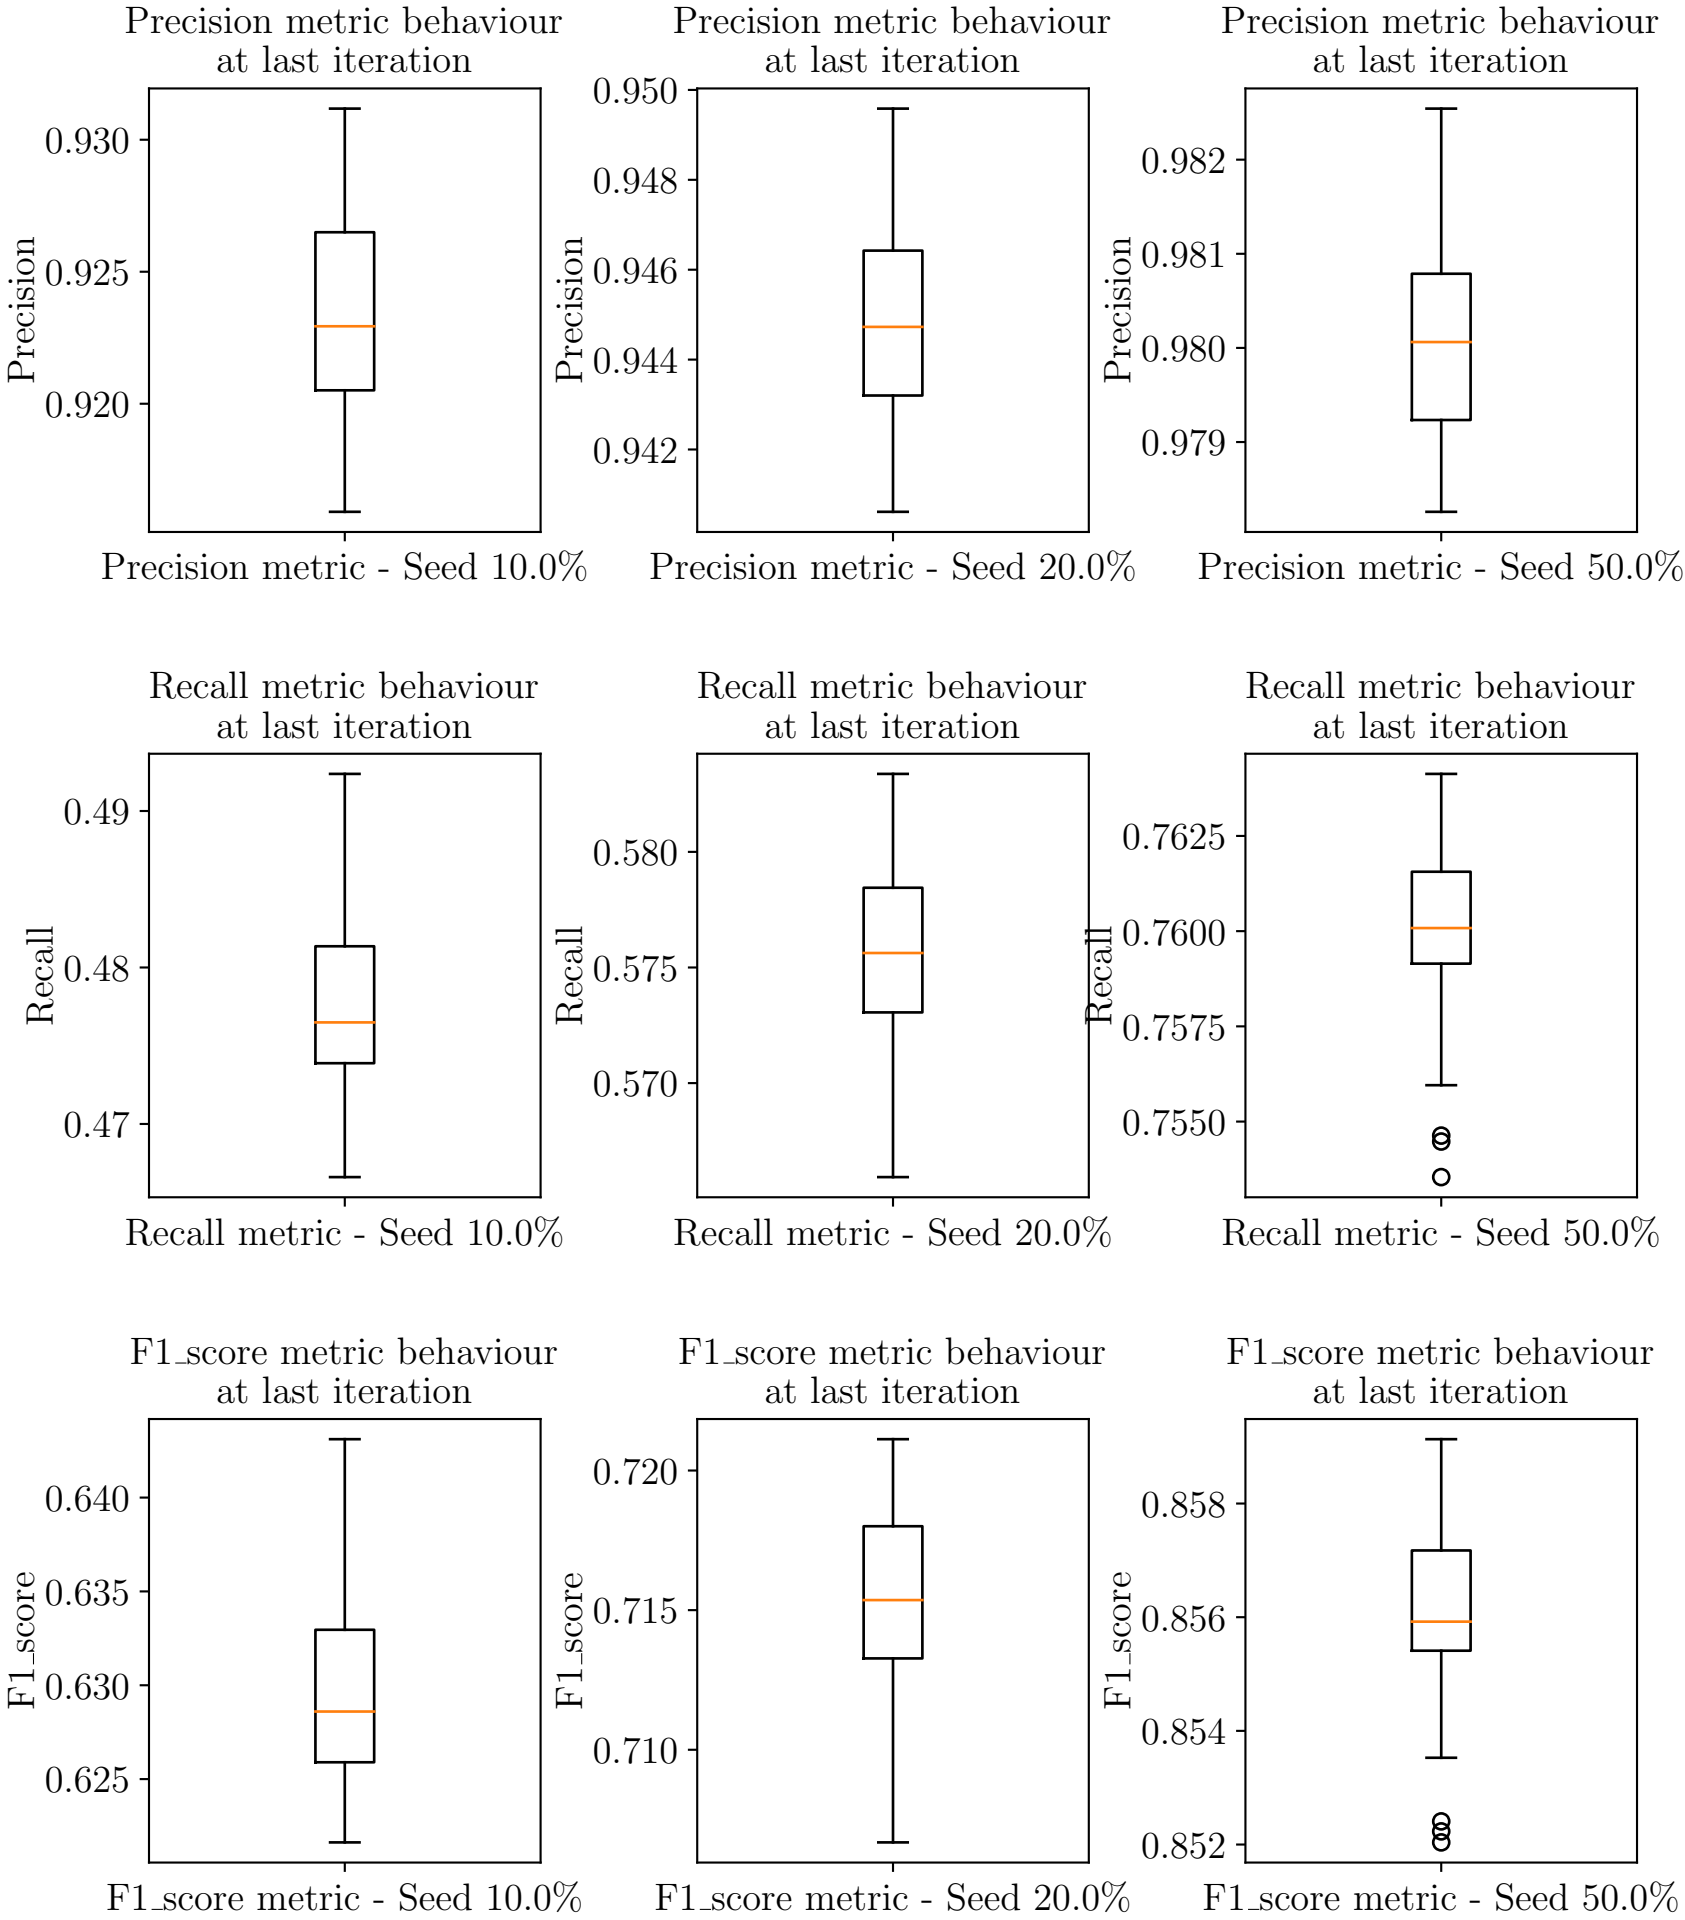 Precision metric behaviour
at last iteration
Precision
0.930
0.925
0.920
Precision metric - Seed 10.0%
Precision metric behaviour
at last iteration
Precision
0.950
0.948
0.946
0.944
0.942
Precision metric - Seed 20.0%
Precision metric behaviour
at last iteration
Precision
0.982
0.981
0.980
0.979
Precision metric - Seed 50.0%
Recall metric behaviour
at last iteration
Recall
0.49
0.48
0.47
Recall metric - Seed 10.0%
Recall metric behaviour
at last iteration
Recall
0.580
0.575
0.570
Recall metric - Seed 20.0%
Recall metric behaviour
at last iteration
Recall
0.7625
0.7600
0.7575
0.7550
Recall metric - Seed 50.0%
F1_score metric behaviour
at last iteration
F1_score
0.640
0.635
0.630
0.625
F1_score metric - Seed 10.0%
F1_score metric behaviour
at last iteration
F1_score
0.720
0.715
0.710
F1_score metric - Seed 20.0%
F1_score metric behaviour
at last iteration
F1_score
0.858
0.856
0.854
0.852
F1_score metric - Seed 50.0%